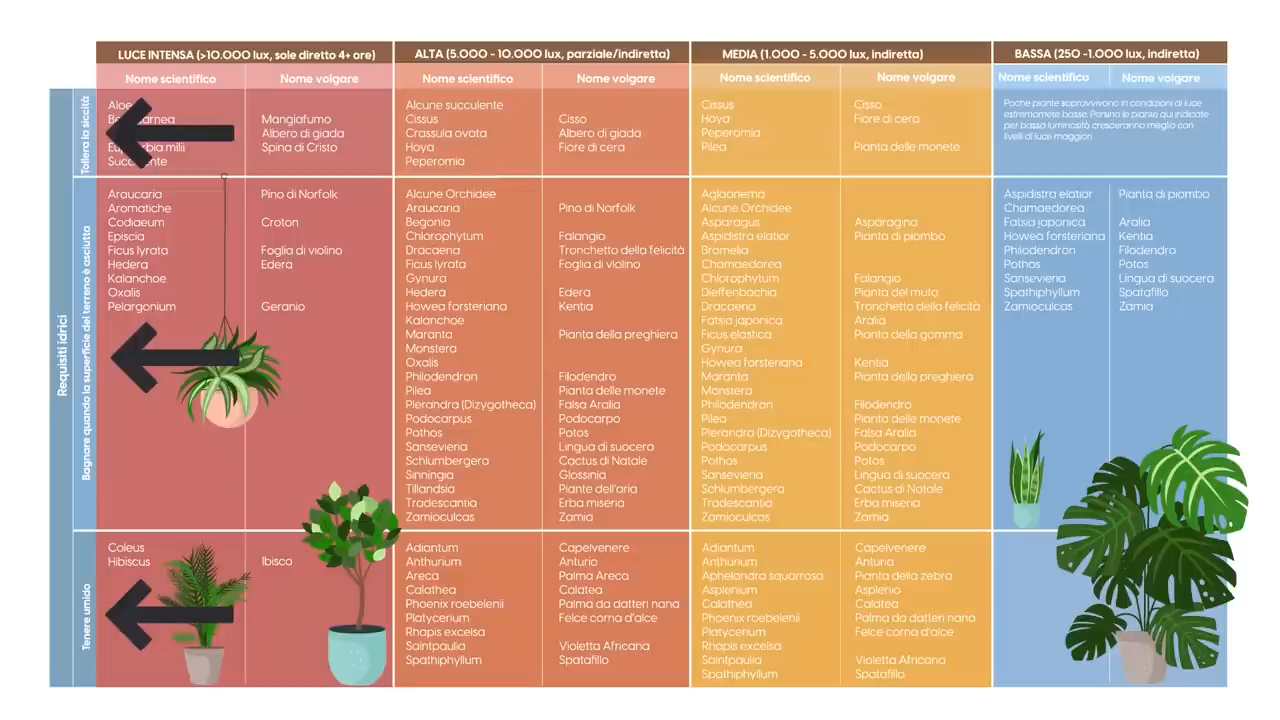 LUCE INTENSA (>10.000 lux, sole diretto 4+ ore) ALTA (5.000 - 10.000 lux, parziale/indiretta) MEDIA (1.000 - 5.000 lux, indiretta) BASSA (250 -1.000 lux, indiretta)
Nome scientifico Nome volgare Nome scientifico Nome volgare Nome scientifico Nome volgare Nome scientifico Nome volgare
Requisiti idrici
Tollera la siccità
Aloe
Mangiafumo
Albero di giada
Euphorbia milii Spina di Cristo
Succulente
Alcune succulente
Cissus Cisso
Crassula ovata Albero di giada
Hoya Fiore di cera
Peperomia
Cissus Cisso
Hoya Fiore di cera
Peperomia
Pilea Pianta delle monete
Poche piante sopravvivono in condizioni di luce
estremamete basse. Persino le piante qui indicate
per bassa luminosità cresceranno meglio con
livelli di luce maggiori
Bagnare quando la superficie del terreno è asciutta
Araucaria Pino di Norfolk
Aromatiche
Codiaeum Croton
Episcia
Ficus lyrata Foglia di violino
Hedera Edera
Kalanchoe
Oxalis
Pelargonium Geranio
Alcune Orchidee
Araucaria Pino di Norfolk
Begonia
Chlorophytum Falangio
Dracaena Tronchetto della felicità
Ficus lyrata Foglia di violino
Gynura
Hedera Edera
Howea forsteriana Kentia
Kalanchoe
Maranta Pianta della preghiera
Monstera
Oxalis
Philodendron Filodendro
Pilea Pianta delle monete
Plerandra (Dizygotheca) Falsa Aralia
Podocarpus Podocarpo
Pothos Potos
Sansevieria Lingua di suocera
Schlumbergera Cactus di Natale
Sinningia Glossinia
Tillandsia Piante dell'aria
Tradescantia Erba miseria
Zamioculcas Zamia
Aglaonema
Alcune Orchidee
Asparagus Asparagina
Aspidistra elatior Pianta di piombo
Bromelia
Chamaedorea
Chlorophytum Falangio
Dieffenbachia Pianta del muto
Dracaena Tronchetto della felicità
Fatsia japonica Aralia
Ficus elastica Pianta della gomma
Gynura
Howea forsteriana Kentia
Maranta Pianta della preghiera
Monstera
Philodendron Filodendro
Pilea Pianta delle monete
Plerandra (Dizygotheca) Falsa Aralia
Podocarpus Podocarpo
Pothos Potos
Sansevieria Lingua di suocera
Schlumbergera Cactus di Natale
Tradescantia Erba miseria
Zamioculcas Zamia
Aspidistra elatior Pianta di piombo
Chamaedorea
Fatsia japonica Aralia
Howea forsteriana Kentia
Philodendron Filodendro
Pothos Potos
Sansevieria Lingua di suocera
Spathiphyllum Spatafillo
Zamioculcas Zamia
Tenere umido
Coleus
Hibiscus Ibisco
Adiantum Capelvenere
Anthurium Anturio
Areca Palma Areca
Calathea Calatea
Phoenix roebelenii Palma da datteri nana
Platycerium Felce corna d'alce
Rhapis excelsa
Saintpaulia Violetta Africana
Spathiphyllum Spatafillo
Adiantum Capelvenere
Anthurium Anturio
Aphelandra squarrosa Pianta della zebra
Asplenium Asplenio
Calathea Calatea
Phoenix roebelenii Palma da datteri nana
Platycerium Felce corna d'alce
Rhapis excelsa
Saintpaulia Violetta Africana
Spathiphyllum Spatafillo